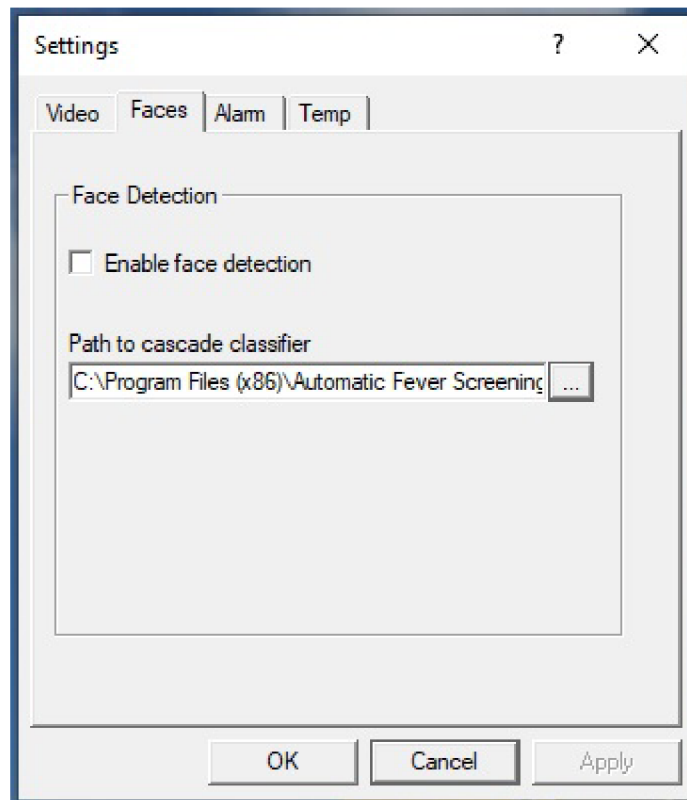 Settings ? ×
Video Faces Alarm Temp
Face Detection
Enable face detection
Path to cascade classifier
C:\Program Files (x86)\Automatic Fever Screening ...
OK Cancel Apply